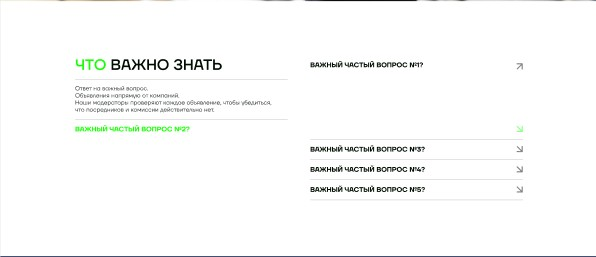 ЧТО ВАЖНО ЗНАТЬ
Ответ на важный вопрос.
Объявления напрямую от компаний.
Наши модераторы проверяют каждое объявление, чтобы убедиться,
что посредников и комиссии действительно нет.
ВАЖНЫЙ ЧАСТЫЙ ВОПРОС №2?
ВАЖНЫЙ ЧАСТЫЙ ВОПРОС №1?
ВАЖНЫЙ ЧАСТЫЙ ВОПРОС №3?
ВАЖНЫЙ ЧАСТЫЙ ВОПРОС №4?
ВАЖНЫЙ ЧАСТЫЙ ВОПРОС №5?